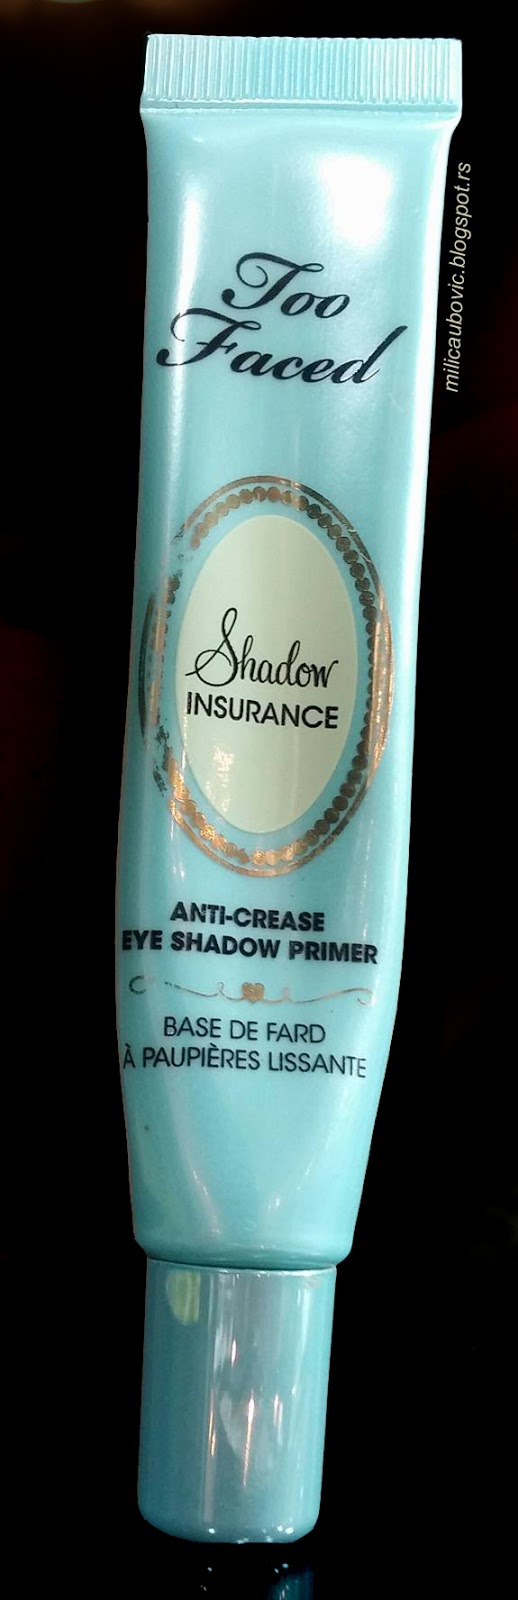 Too
Faced
Shadow
INSURANCE
ANTI-CREASE
EYE SHADOW PRIMER
BASE DE FARD
À PAUPIÈRES LISSANTE
milicaubovic.blogspot.rs